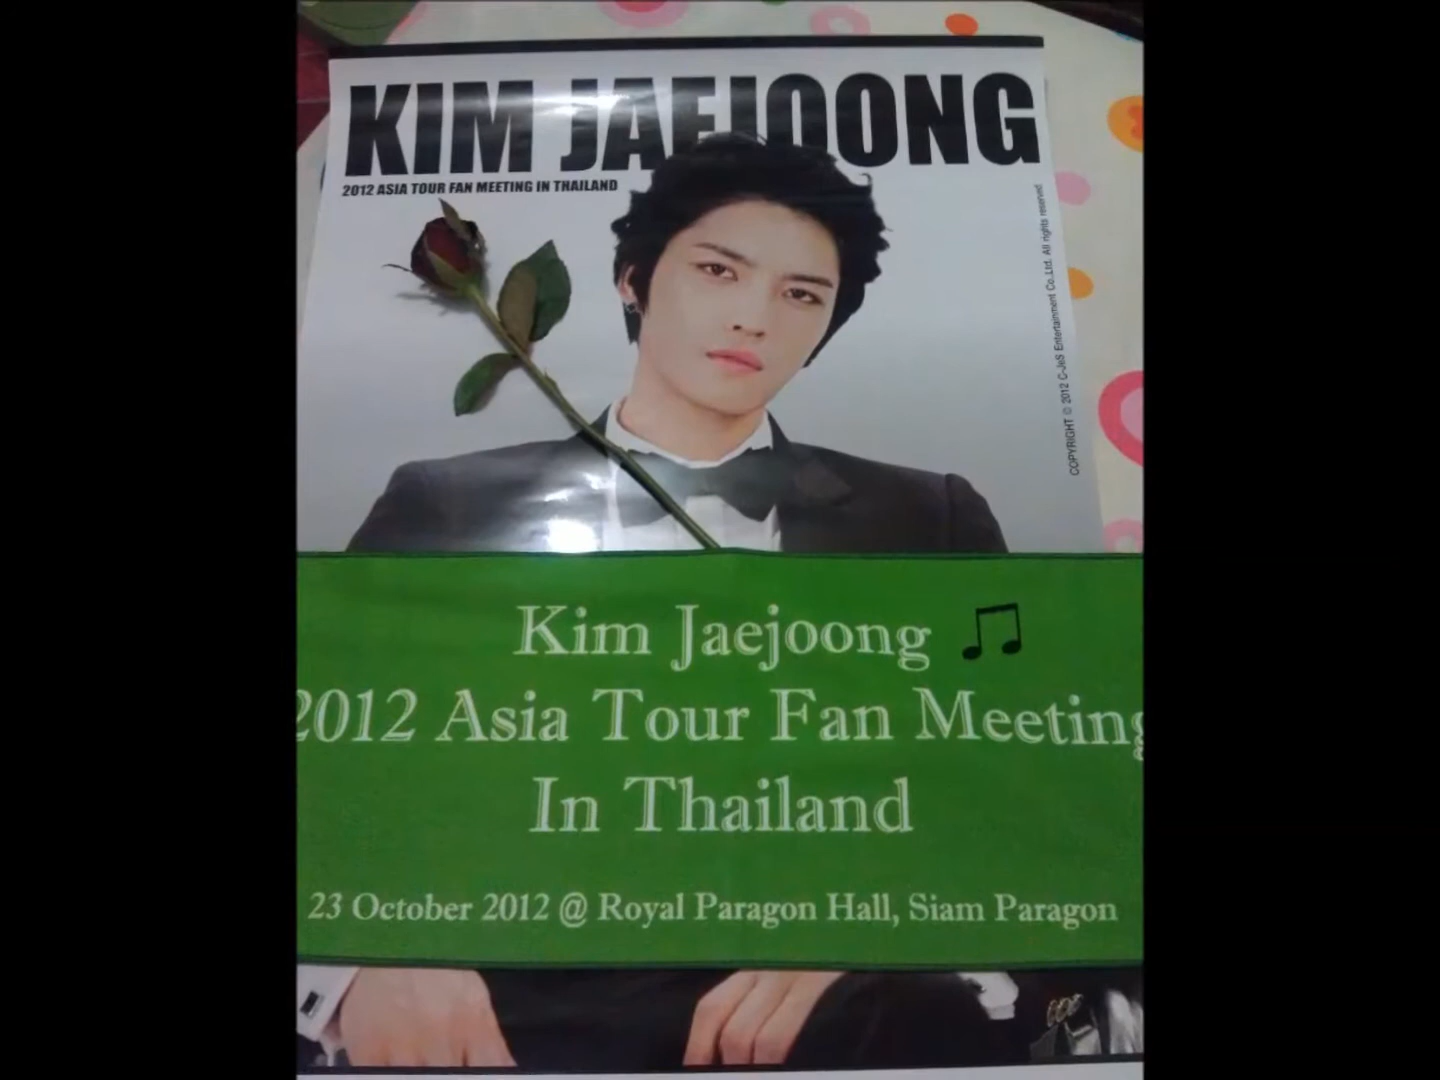 KIM JAEJOONG
2012 ASIA TOUR FAN MEETING IN THAILAND
COPYRIGHT © 2012 C-JeS Entertainment Co.,Ltd. All rights reserved
Kim Jaejoong
2012 Asia Tour Fan Meeting
In Thailand
23 October 2012 @ Royal Paragon Hall, Siam Paragon